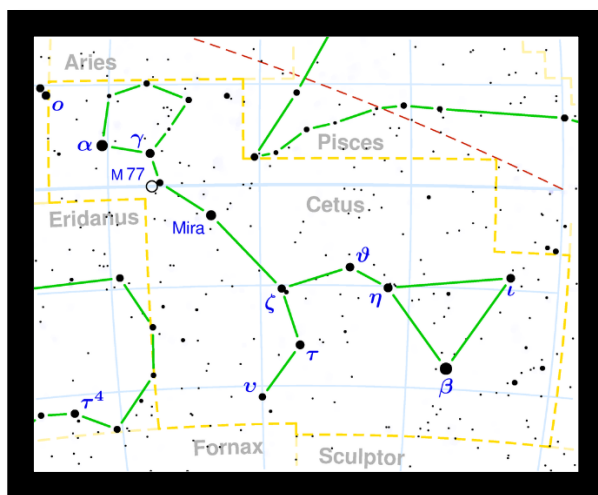 Aries
ο
Pisces
α
γ
M 77
Cetus
Eridanus
Mira
ϑ
ζ
η
ι
τ
β
υ
τ⁴
Fornax
Sculptor